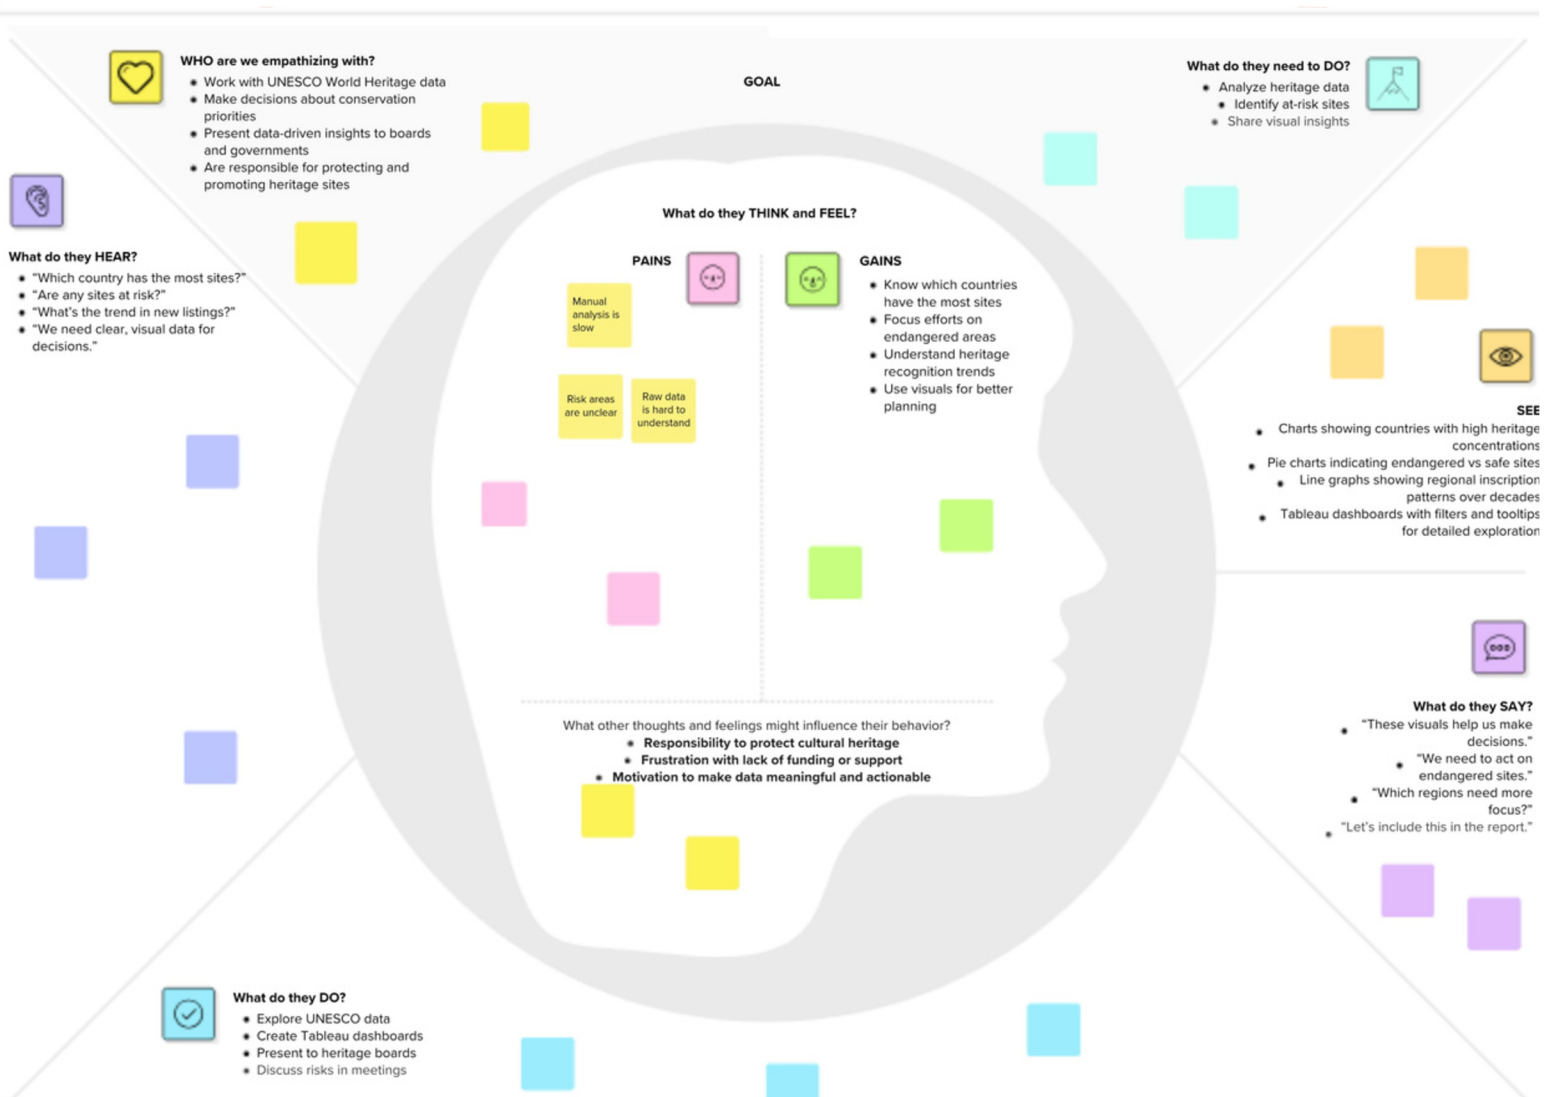 WHO are we empathizing with?
Work with UNESCO World Heritage data
Make decisions about conservation
priorities
Present data-driven insights to boards
and governments
Are responsible for protecting and
promoting heritage sites
GOAL
What do they need to DO?
Analyze heritage data
Identify at-risk sites
Share visual insights
What do they HEAR?
“Which country has the most sites?”
“Are any sites at risk?”
“What’s the trend in new listings?”
“We need clear, visual data for
decisions.”
What do they THINK and FEEL?
PAINS
Manual
analysis is
slow
Risk areas
are unclear
Raw data
is hard to
understand
GAINS
Know which countries
have the most sites
Focus efforts on
endangered areas
Understand heritage
recognition trends
Use visuals for better
planning
SEE
Charts showing countries with high heritage
concentrations
Pie charts indicating endangered vs safe sites
Line graphs showing regional inscription
patterns over decades
Tableau dashboards with filters and tooltips
for detailed exploration
What do they SAY?
“These visuals help us make
decisions.”
“We need to act on
endangered sites.”
“Which regions need more
focus?”
“Let’s include this in the report.”
What other thoughts and feelings might influence their behavior?
Responsibility to protect cultural heritage
Frustration with lack of funding or support
Motivation to make data meaningful and actionable
What do they DO?
Explore UNESCO data
Create Tableau dashboards
Present to heritage boards
Discuss risks in meetings